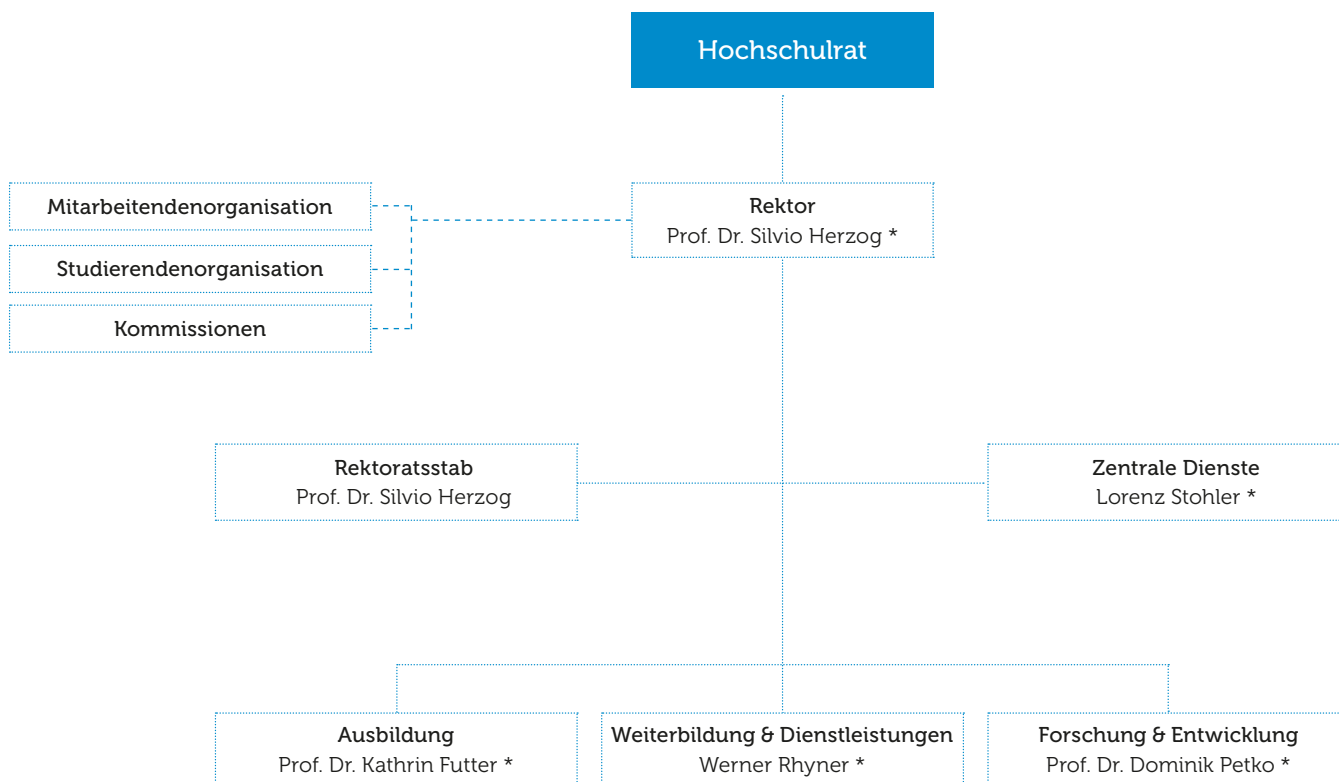 Hochschulrat
Mitarbeitendenorganisation
Studierendenorganisation
Kommissionen
Rektor
Prof. Dr. Silvio Herzog *
Rektoratsstab
Prof. Dr. Silvio Herzog
Zentrale Dienste
Lorenz Stohler *
Ausbildung
Prof. Dr. Kathrin Futter *
Weiterbildung & Dienstleistungen
Werner Rhyner *
Forschung & Entwicklung
Prof. Dr. Dominik Petko *